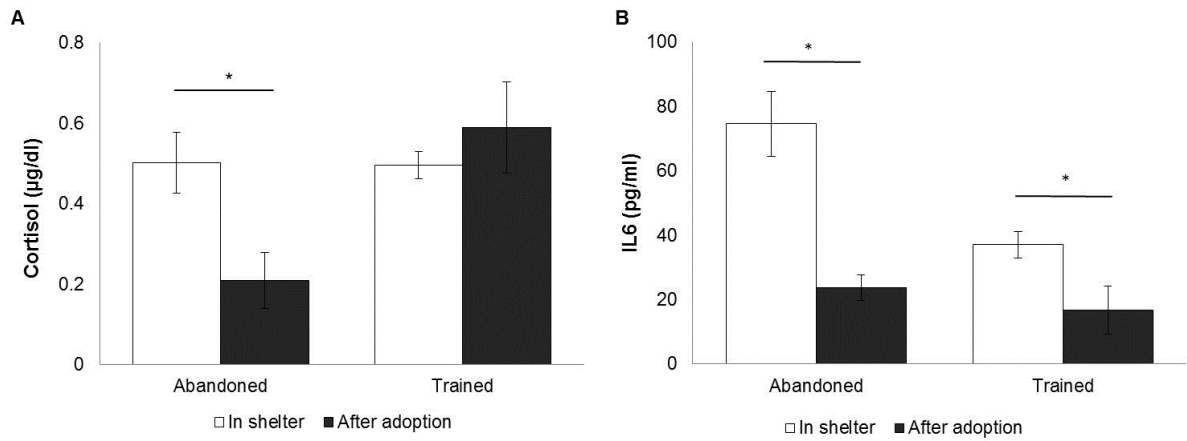 A
Cortisol (µg/dl)
0.8
0.6
0.4
0.2
0
*
Abandoned Trained
In shelter After adoption
B
IL6 (pg/ml)
100
80
60
40
20
0
*
*
Abandoned Trained
In shelter After adoption